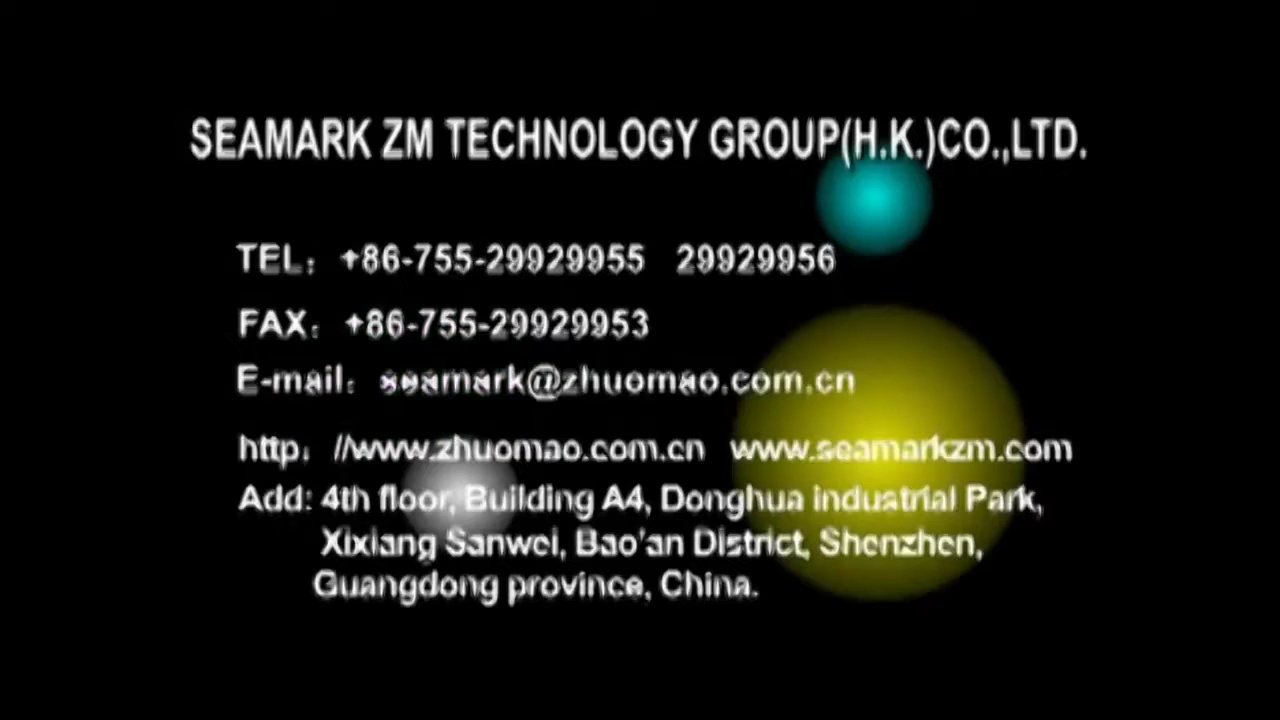 SEAMARK ZM TECHNOLOGY GROUP(H.K.)CO.,LTD.
TEL： +86-755-29929955 29929956
FAX： +86-755-29929953
E-mail： seamark@zhuomao.com.cn
http： //www.zhuomao.com.cn www.seamarkzm.com
Add: 4th floor, Building A4, Donghua industrial Park,
Xixiang Sanwei, Bao'an District, Shenzhen,
Guangdong province, China.